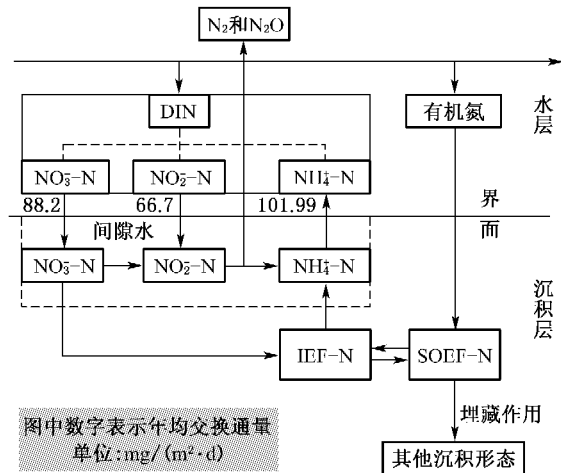 N₂和N₂O
DIN
有机氮
水层
NO₃⁻-N
NO₂⁻-N
NH₄⁺-N
88.2
66.7
101.99
界面
间隙水
NO₃⁻-N
NO₂⁻-N
NH₄⁺-N
沉积层
IEF-N
SOEF-N
埋藏作用
图中数字表示年均交换通量
单位:mg/(m²·d)
其他沉积形态